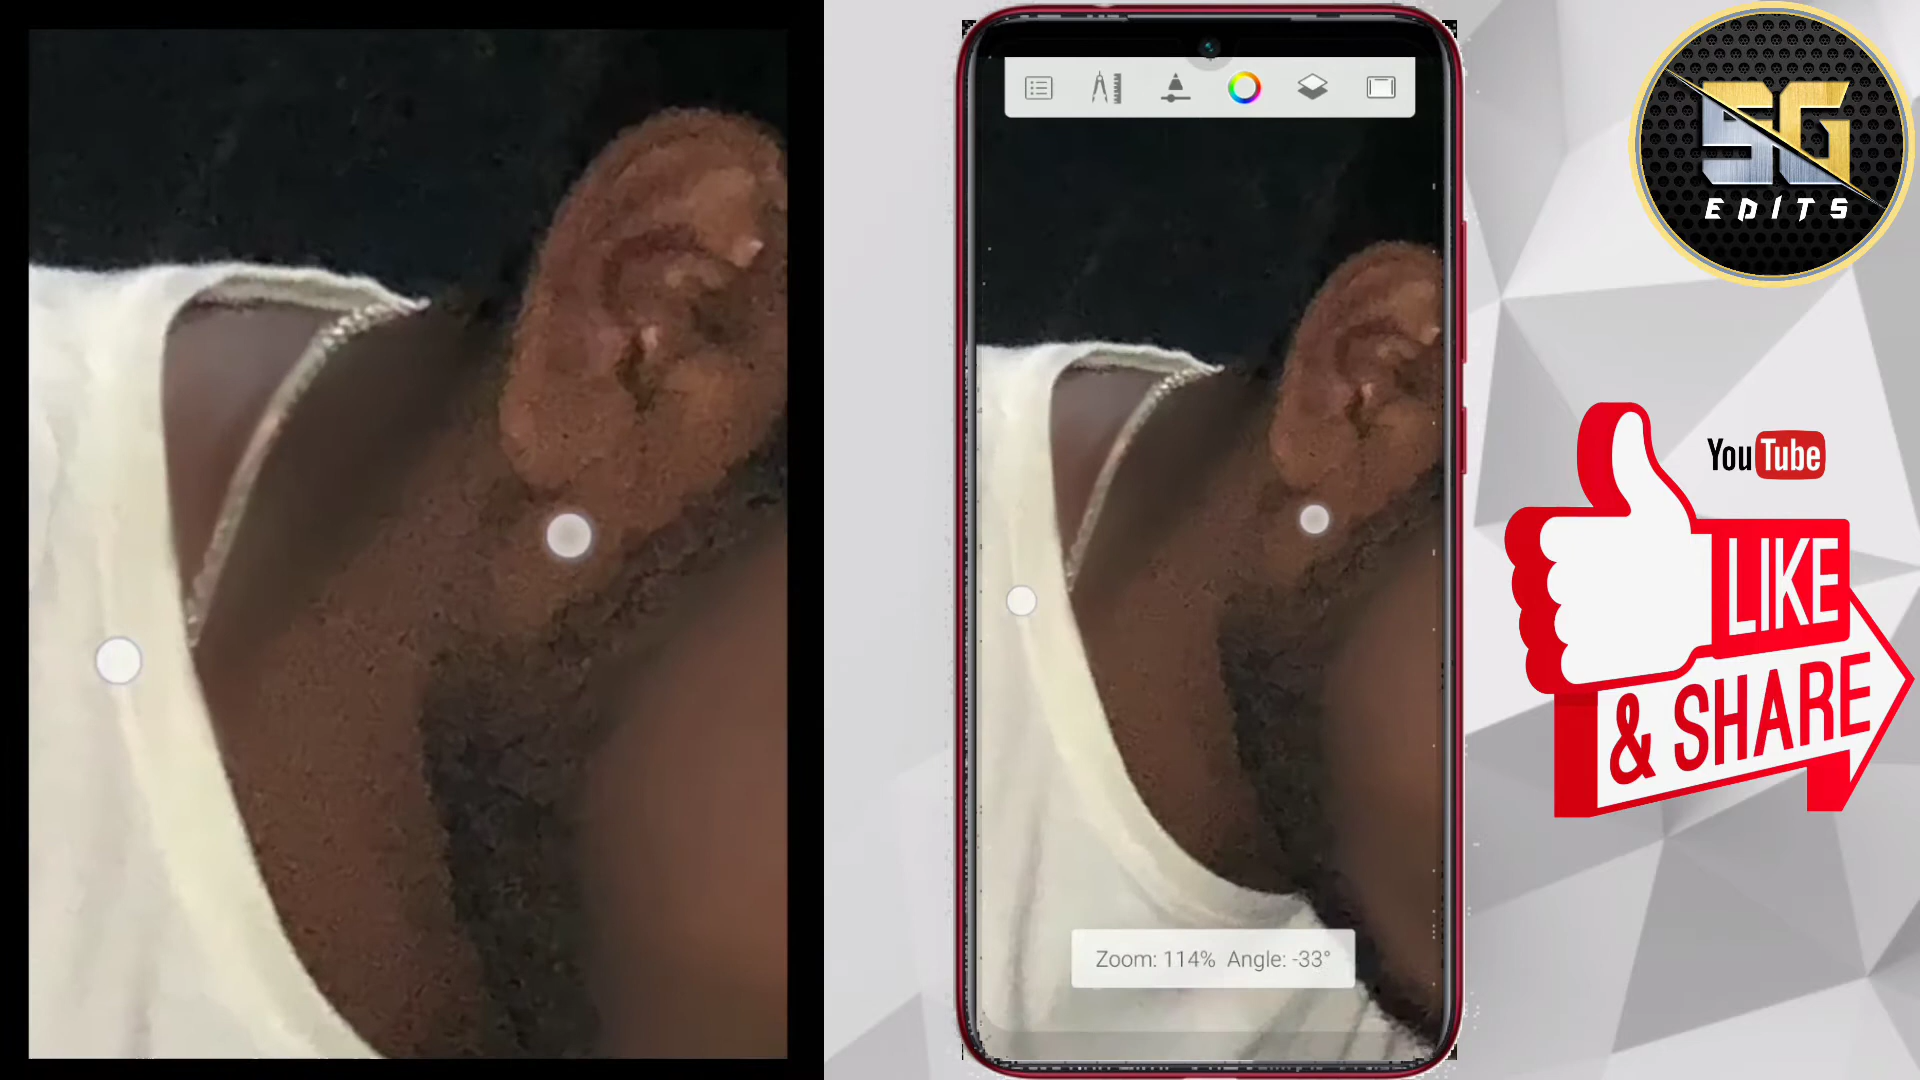 SG
EDITS
YouTube
LIKE
& SHARE
Zoom: 114% Angle: -33°